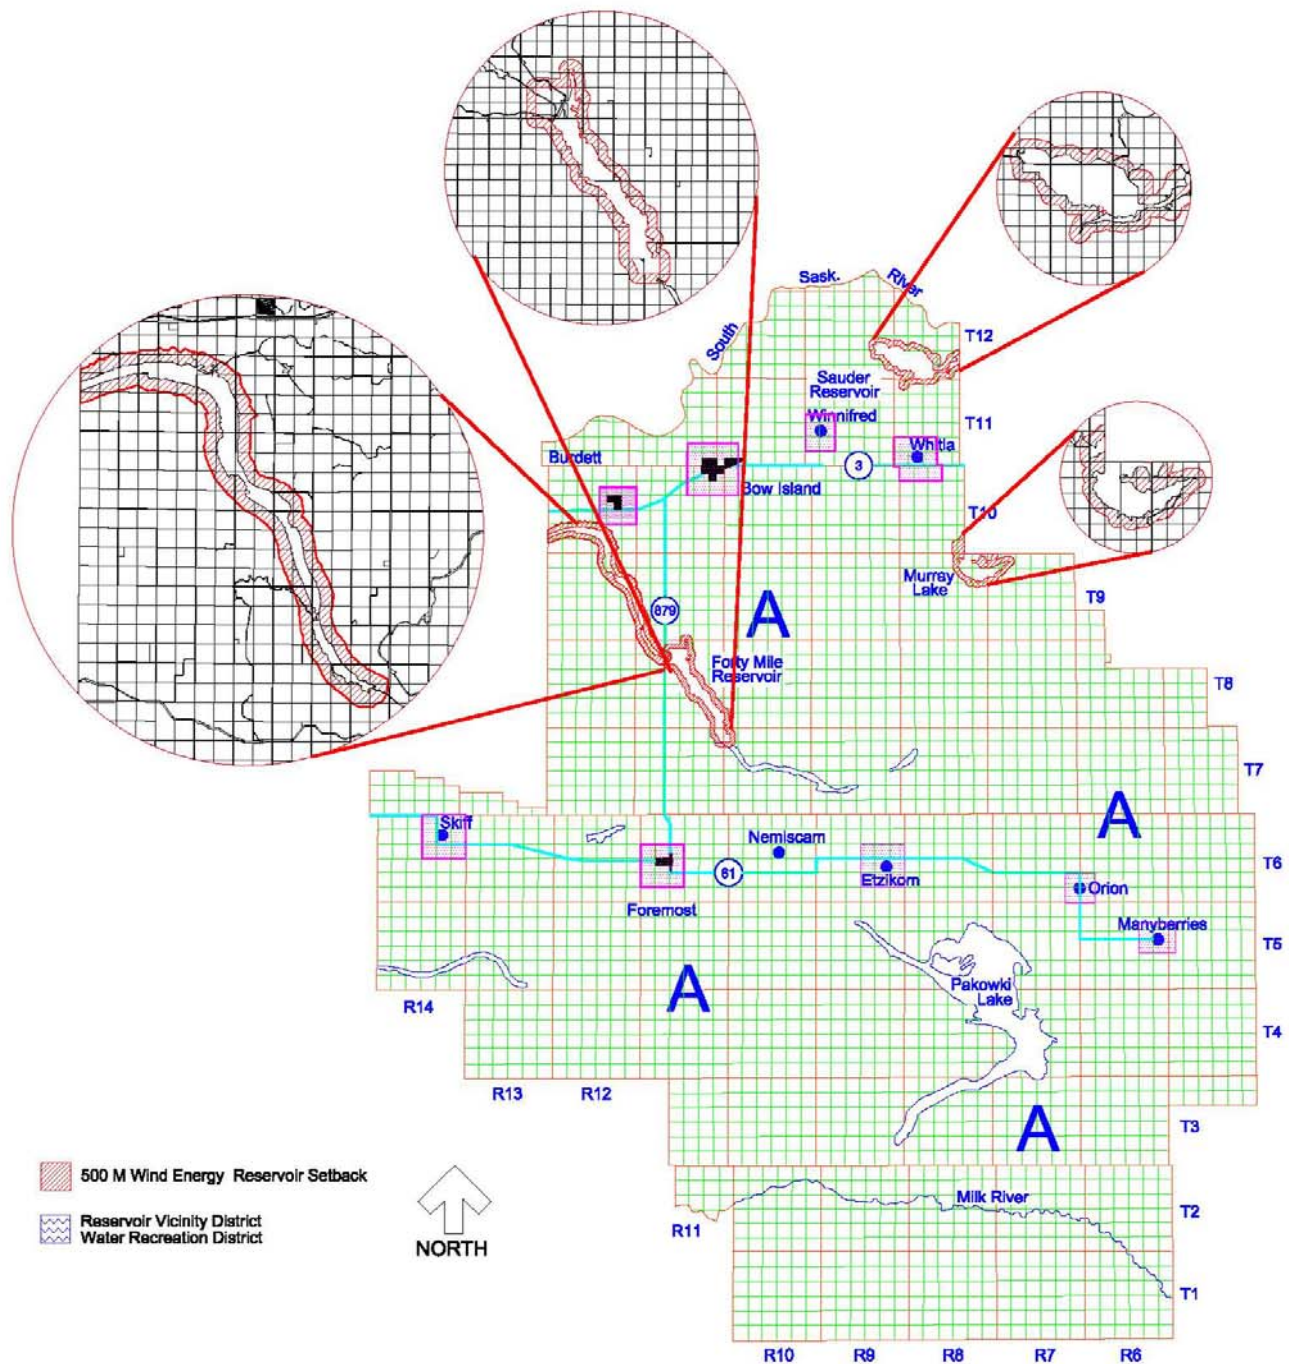 Sask.
River
South
T12
Sauder
Reservoir
Winnifred
T11
Whitla
Burdett
3
Bow Island
T10
Murray
Lake
T9
879
A
Forty Mile
Reservoir
T8
T7
A
Skiff
Nemiscam
T6
61
Etzikom
Orion
Foremost
Manyberries
T5
A
Pakowki
Lake
R14
T4
R13
R12
A
T3
500 M Wind Energy Reservoir Setback
Milk River
T2
Reservoir Vicinity District
Water Recreation District
R11
NORTH
T1
R10
R9
R8
R7
R6